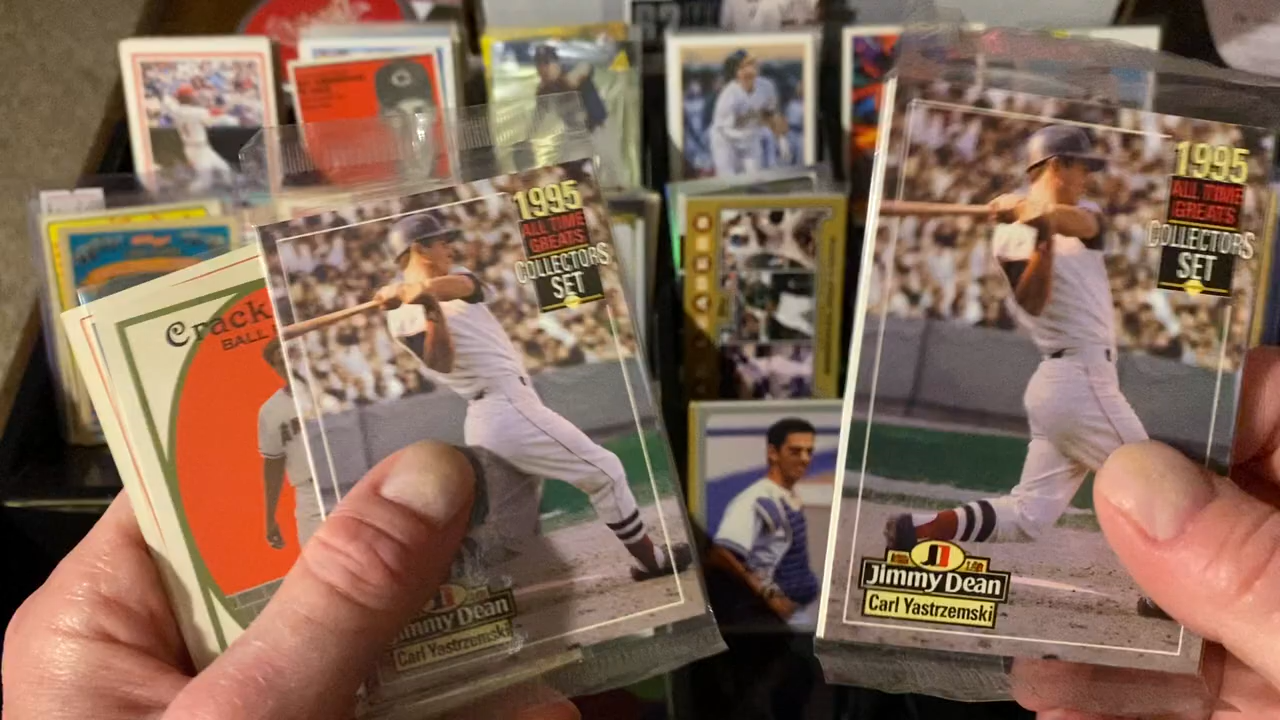 Crack
BALL
1995
ALL TIME
GREATS
COLLECTORS
SET
Jimmy Dean
Carl Yastrzemski
1995
ALL TIME
GREATS
COLLECTORS
SET
Jimmy Dean
Carl Yastrzemski